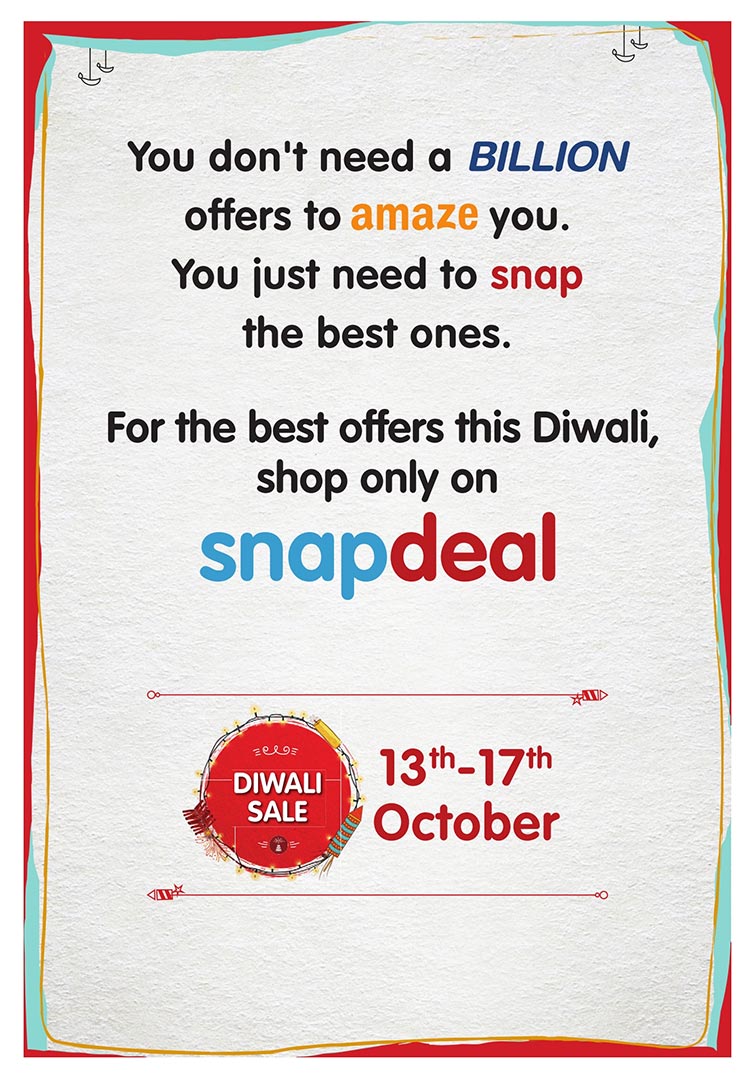 You don't need a BILLION
offers to amaze you.
You just need to snap
the best ones.
For the best offers this Diwali,
shop only on
snapdeal
DIWALI
SALE
13th-17th
October